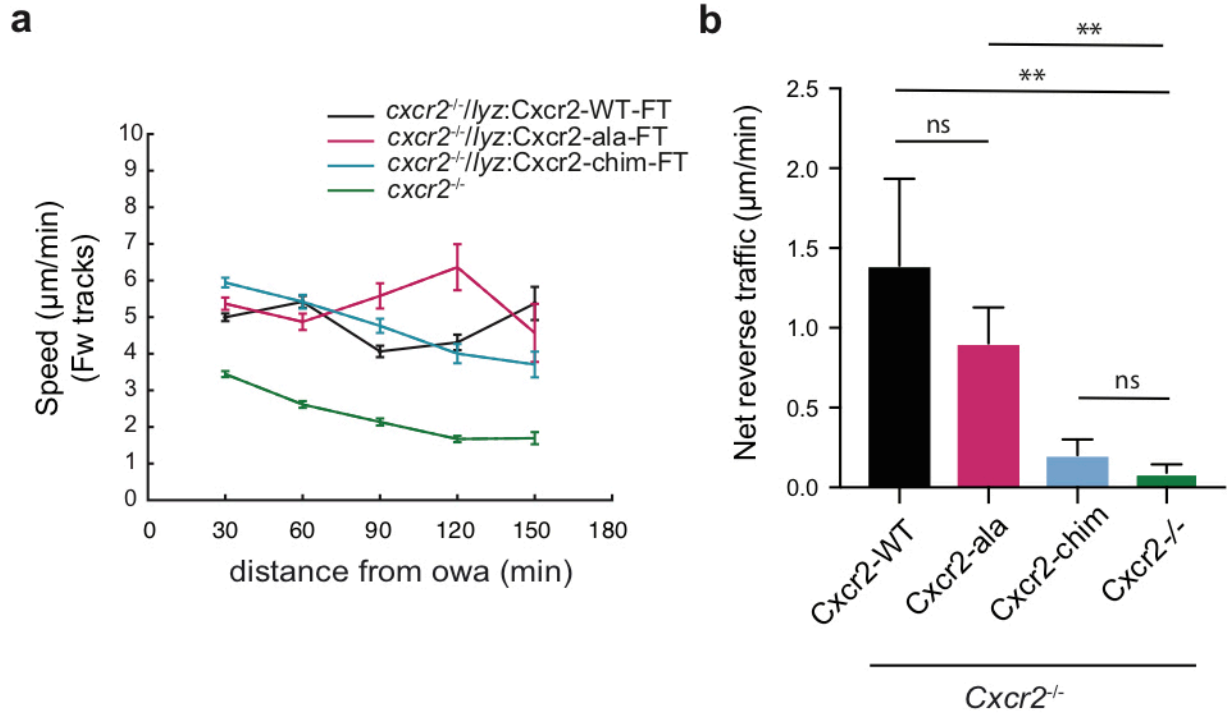 a
cxcr2-/-//lyz:Cxcr2-WT-FT
cxcr2-/-//lyz:Cxcr2-ala-FT
cxcr2-/-//lyz:Cxcr2-chim-FT
cxcr2-/-
Speed (µm/min)
(Fw tracks)
10
9
8
7
6
5
4
3
2
1
0
0 30 60 90 120 150 180
distance from owa (min)
b
**
**
ns
ns
Net reverse traffic (µm/min)
2.5
2.0
1.5
1.0
0.5
0.0
Cxcr2-WT
Cxcr2-ala
Cxcr2-chim
Cxcr2-/-
Cxcr2-/-